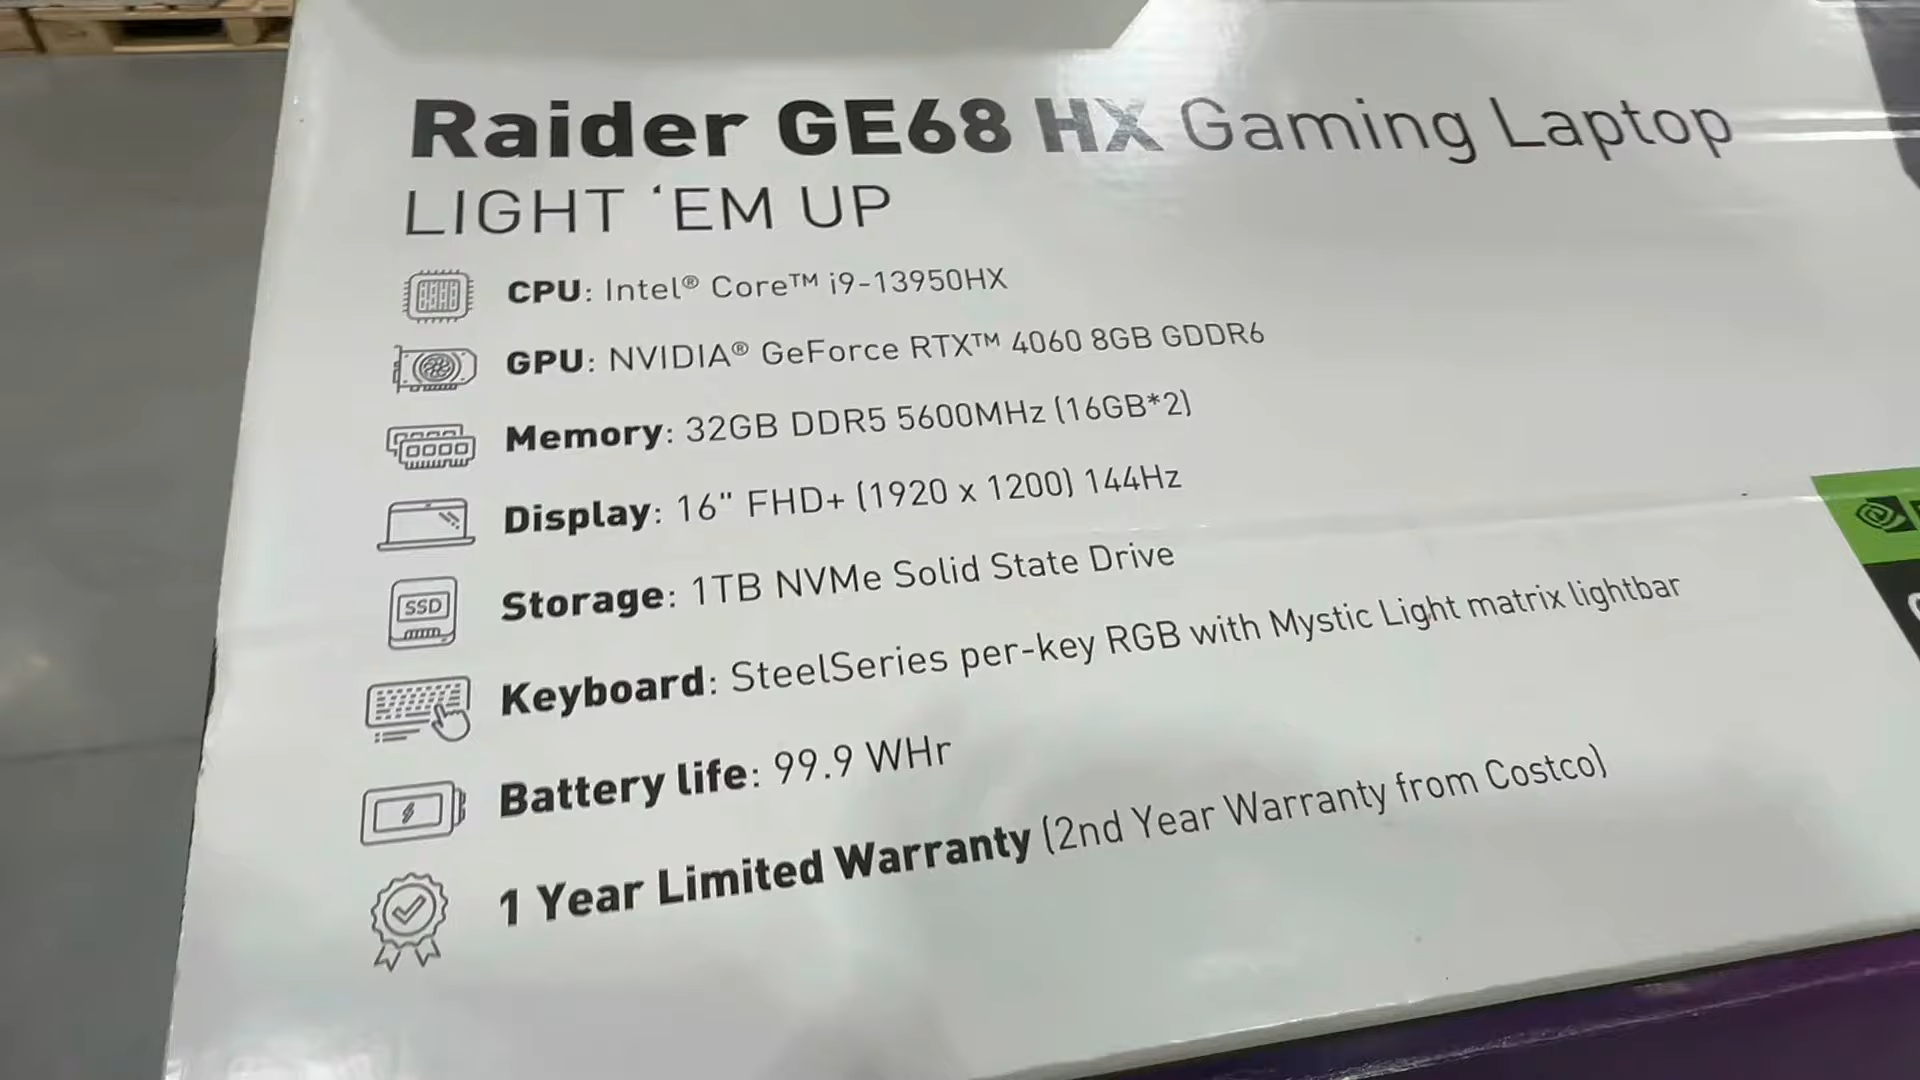 Raider GE68 HX Gaming Laptop
LIGHT ‘EM UP
CPU: Intel® Core™ i9-13950HX
GPU: NVIDIA® GeForce RTX™ 4060 8GB GDDR6
Memory: 32GB DDR5 5600MHz (16GB*2)
Display: 16" FHD+ (1920 x 1200) 144Hz
SSD
Storage: 1TB NVMe Solid State Drive
Keyboard: SteelSeries per-key RGB with Mystic Light matrix lightbar
Battery life: 99.9 WHr
1 Year Limited Warranty (2nd Year Warranty from Costco)